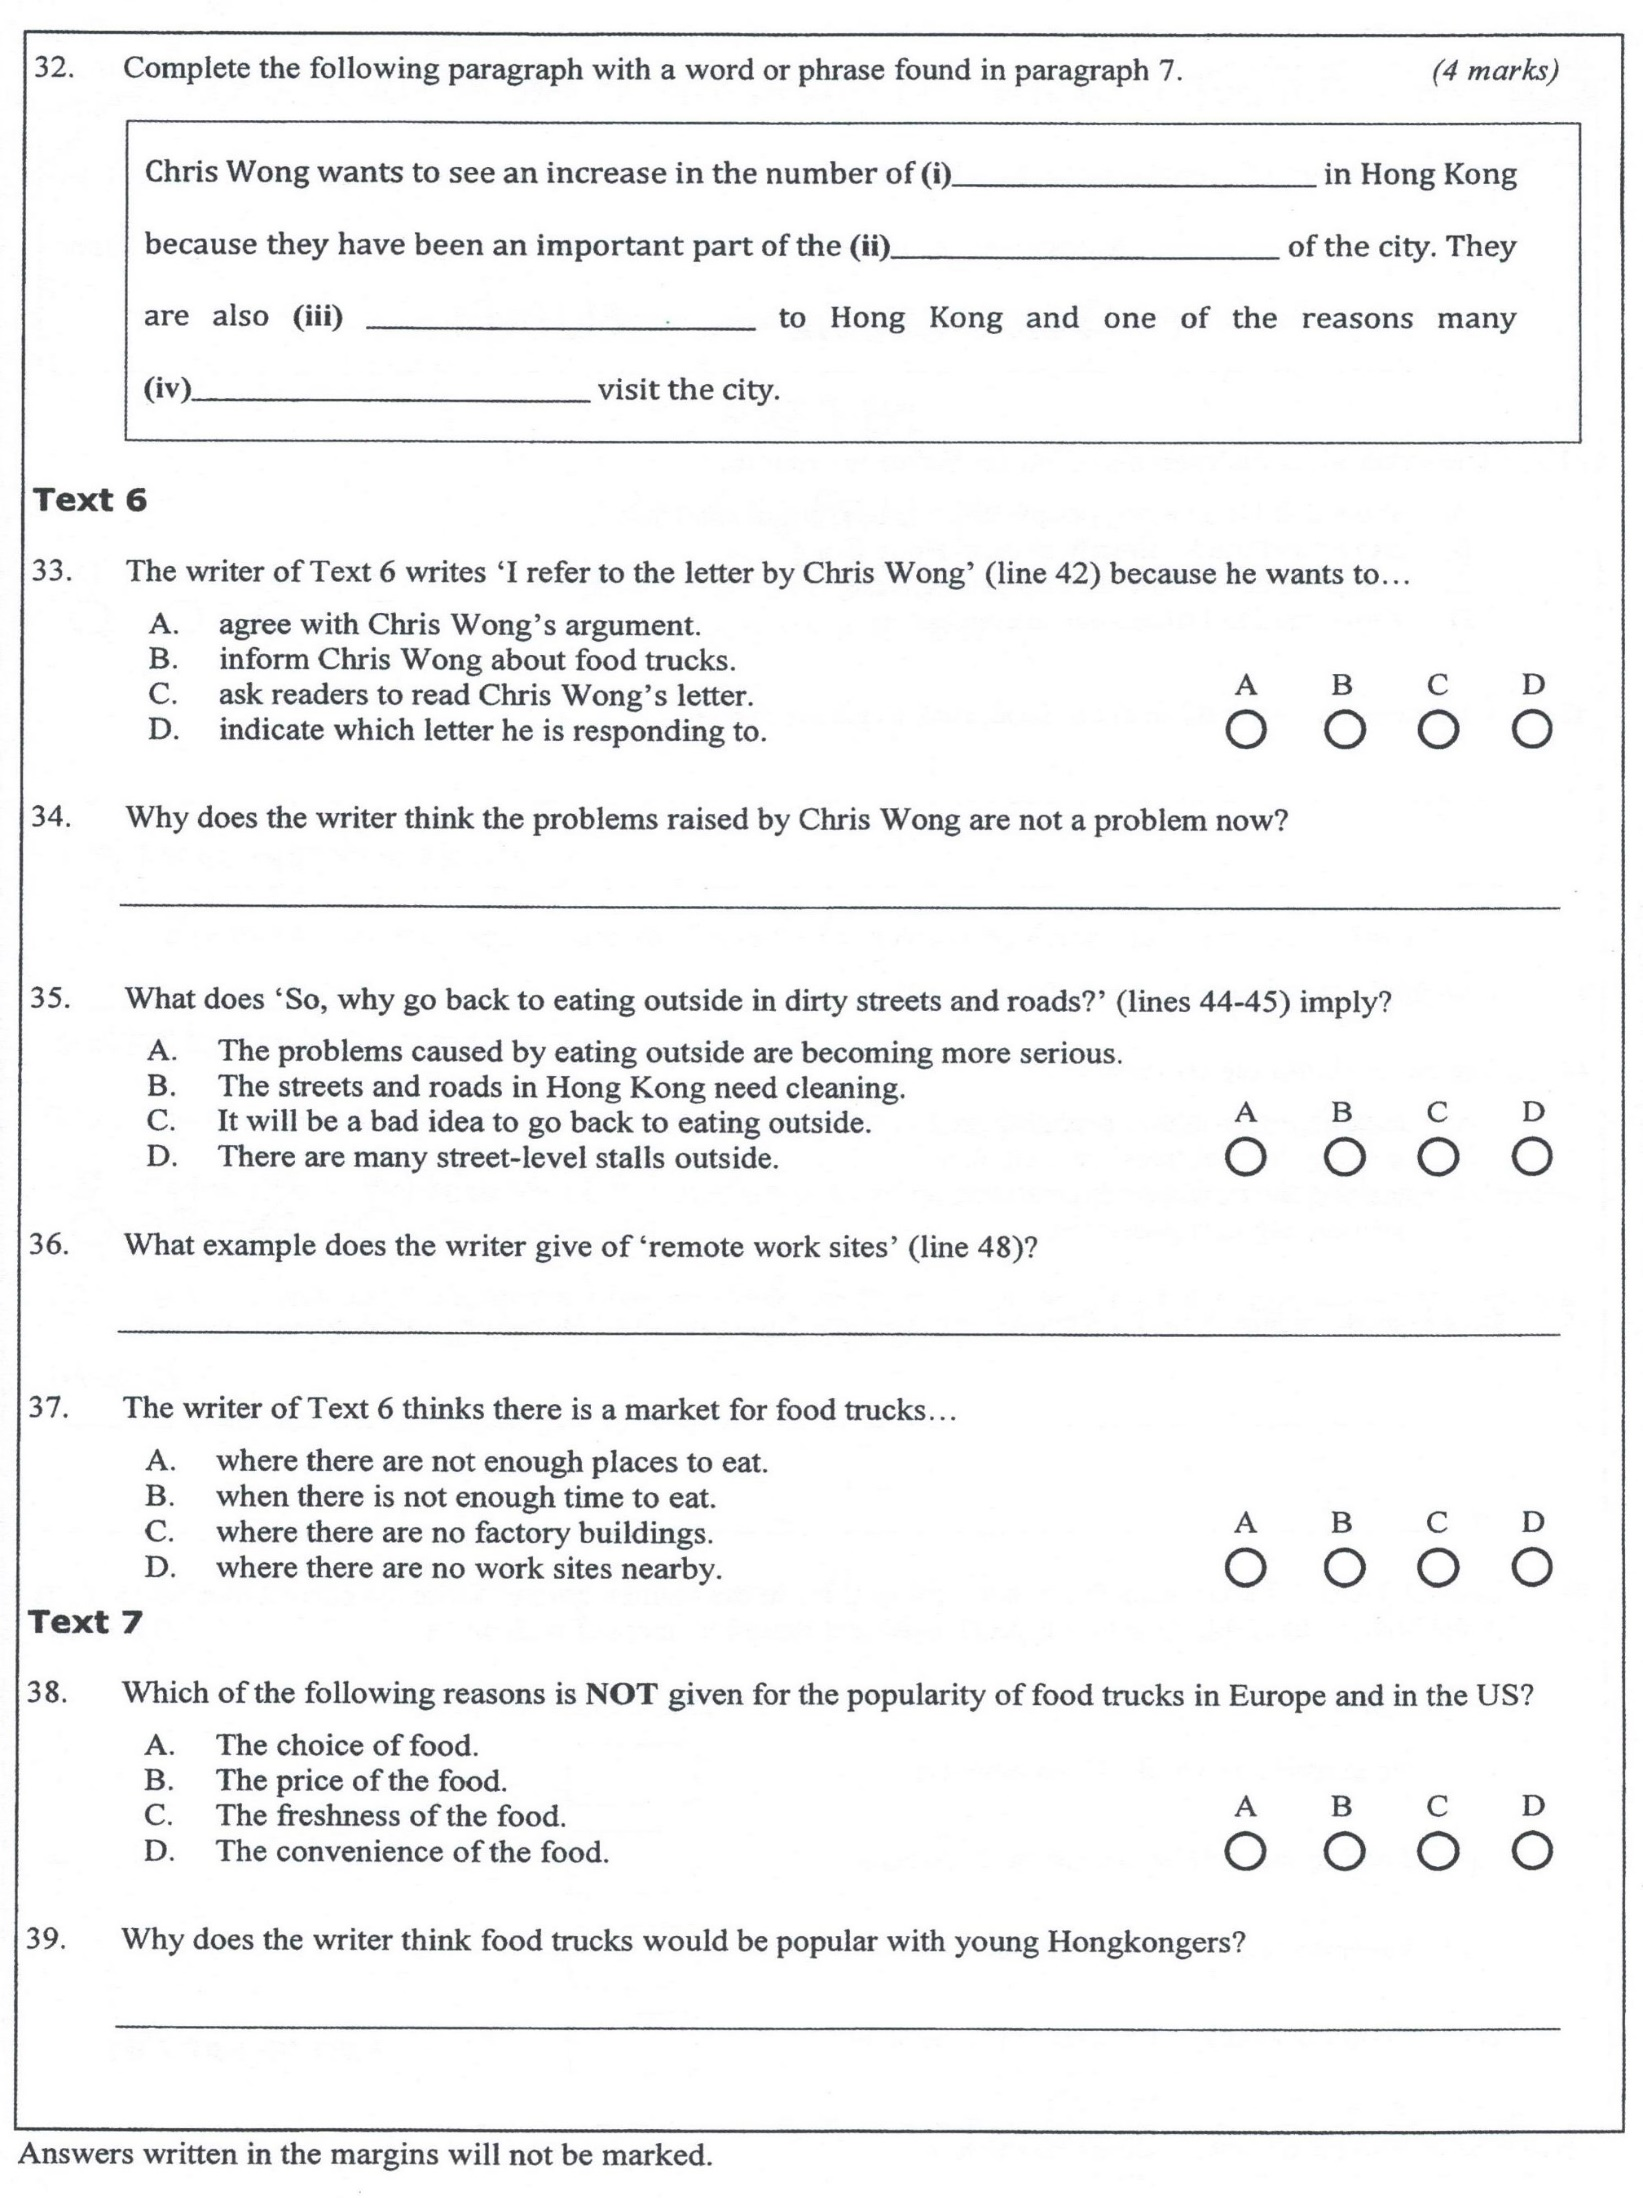 32. Complete the following paragraph with a word or phrase found in paragraph 7. (4 marks)
Chris Wong wants to see an increase in the number of (i)____________ in Hong Kong
because they have been an important part of the (ii)____________ of the city. They
are also (iii) ____________ to Hong Kong and one of the reasons many
(iv)____________ visit the city.
Text 6
33. The writer of Text 6 writes ‘I refer to the letter by Chris Wong’ (line 42) because he wants to…
A. agree with Chris Wong’s argument.
B. inform Chris Wong about food trucks.
C. ask readers to read Chris Wong’s letter.
D. indicate which letter he is responding to.
A B C D
34. Why does the writer think the problems raised by Chris Wong are not a problem now?
35. What does ‘So, why go back to eating outside in dirty streets and roads?’ (lines 44-45) imply?
A. The problems caused by eating outside are becoming more serious.
B. The streets and roads in Hong Kong need cleaning.
C. It will be a bad idea to go back to eating outside.
D. There are many street-level stalls outside.
A B C D
36. What example does the writer give of ‘remote work sites’ (line 48)?
37. The writer of Text 6 thinks there is a market for food trucks…
A. where there are not enough places to eat.
B. when there is not enough time to eat.
C. where there are no factory buildings.
D. where there are no work sites nearby.
A B C D
Text 7
38. Which of the following reasons is NOT given for the popularity of food trucks in Europe and in the US?
A. The choice of food.
B. The price of the food.
C. The freshness of the food.
D. The convenience of the food.
A B C D
39. Why does the writer think food trucks would be popular with young Hongkongers?
Answers written in the margins will not be marked.